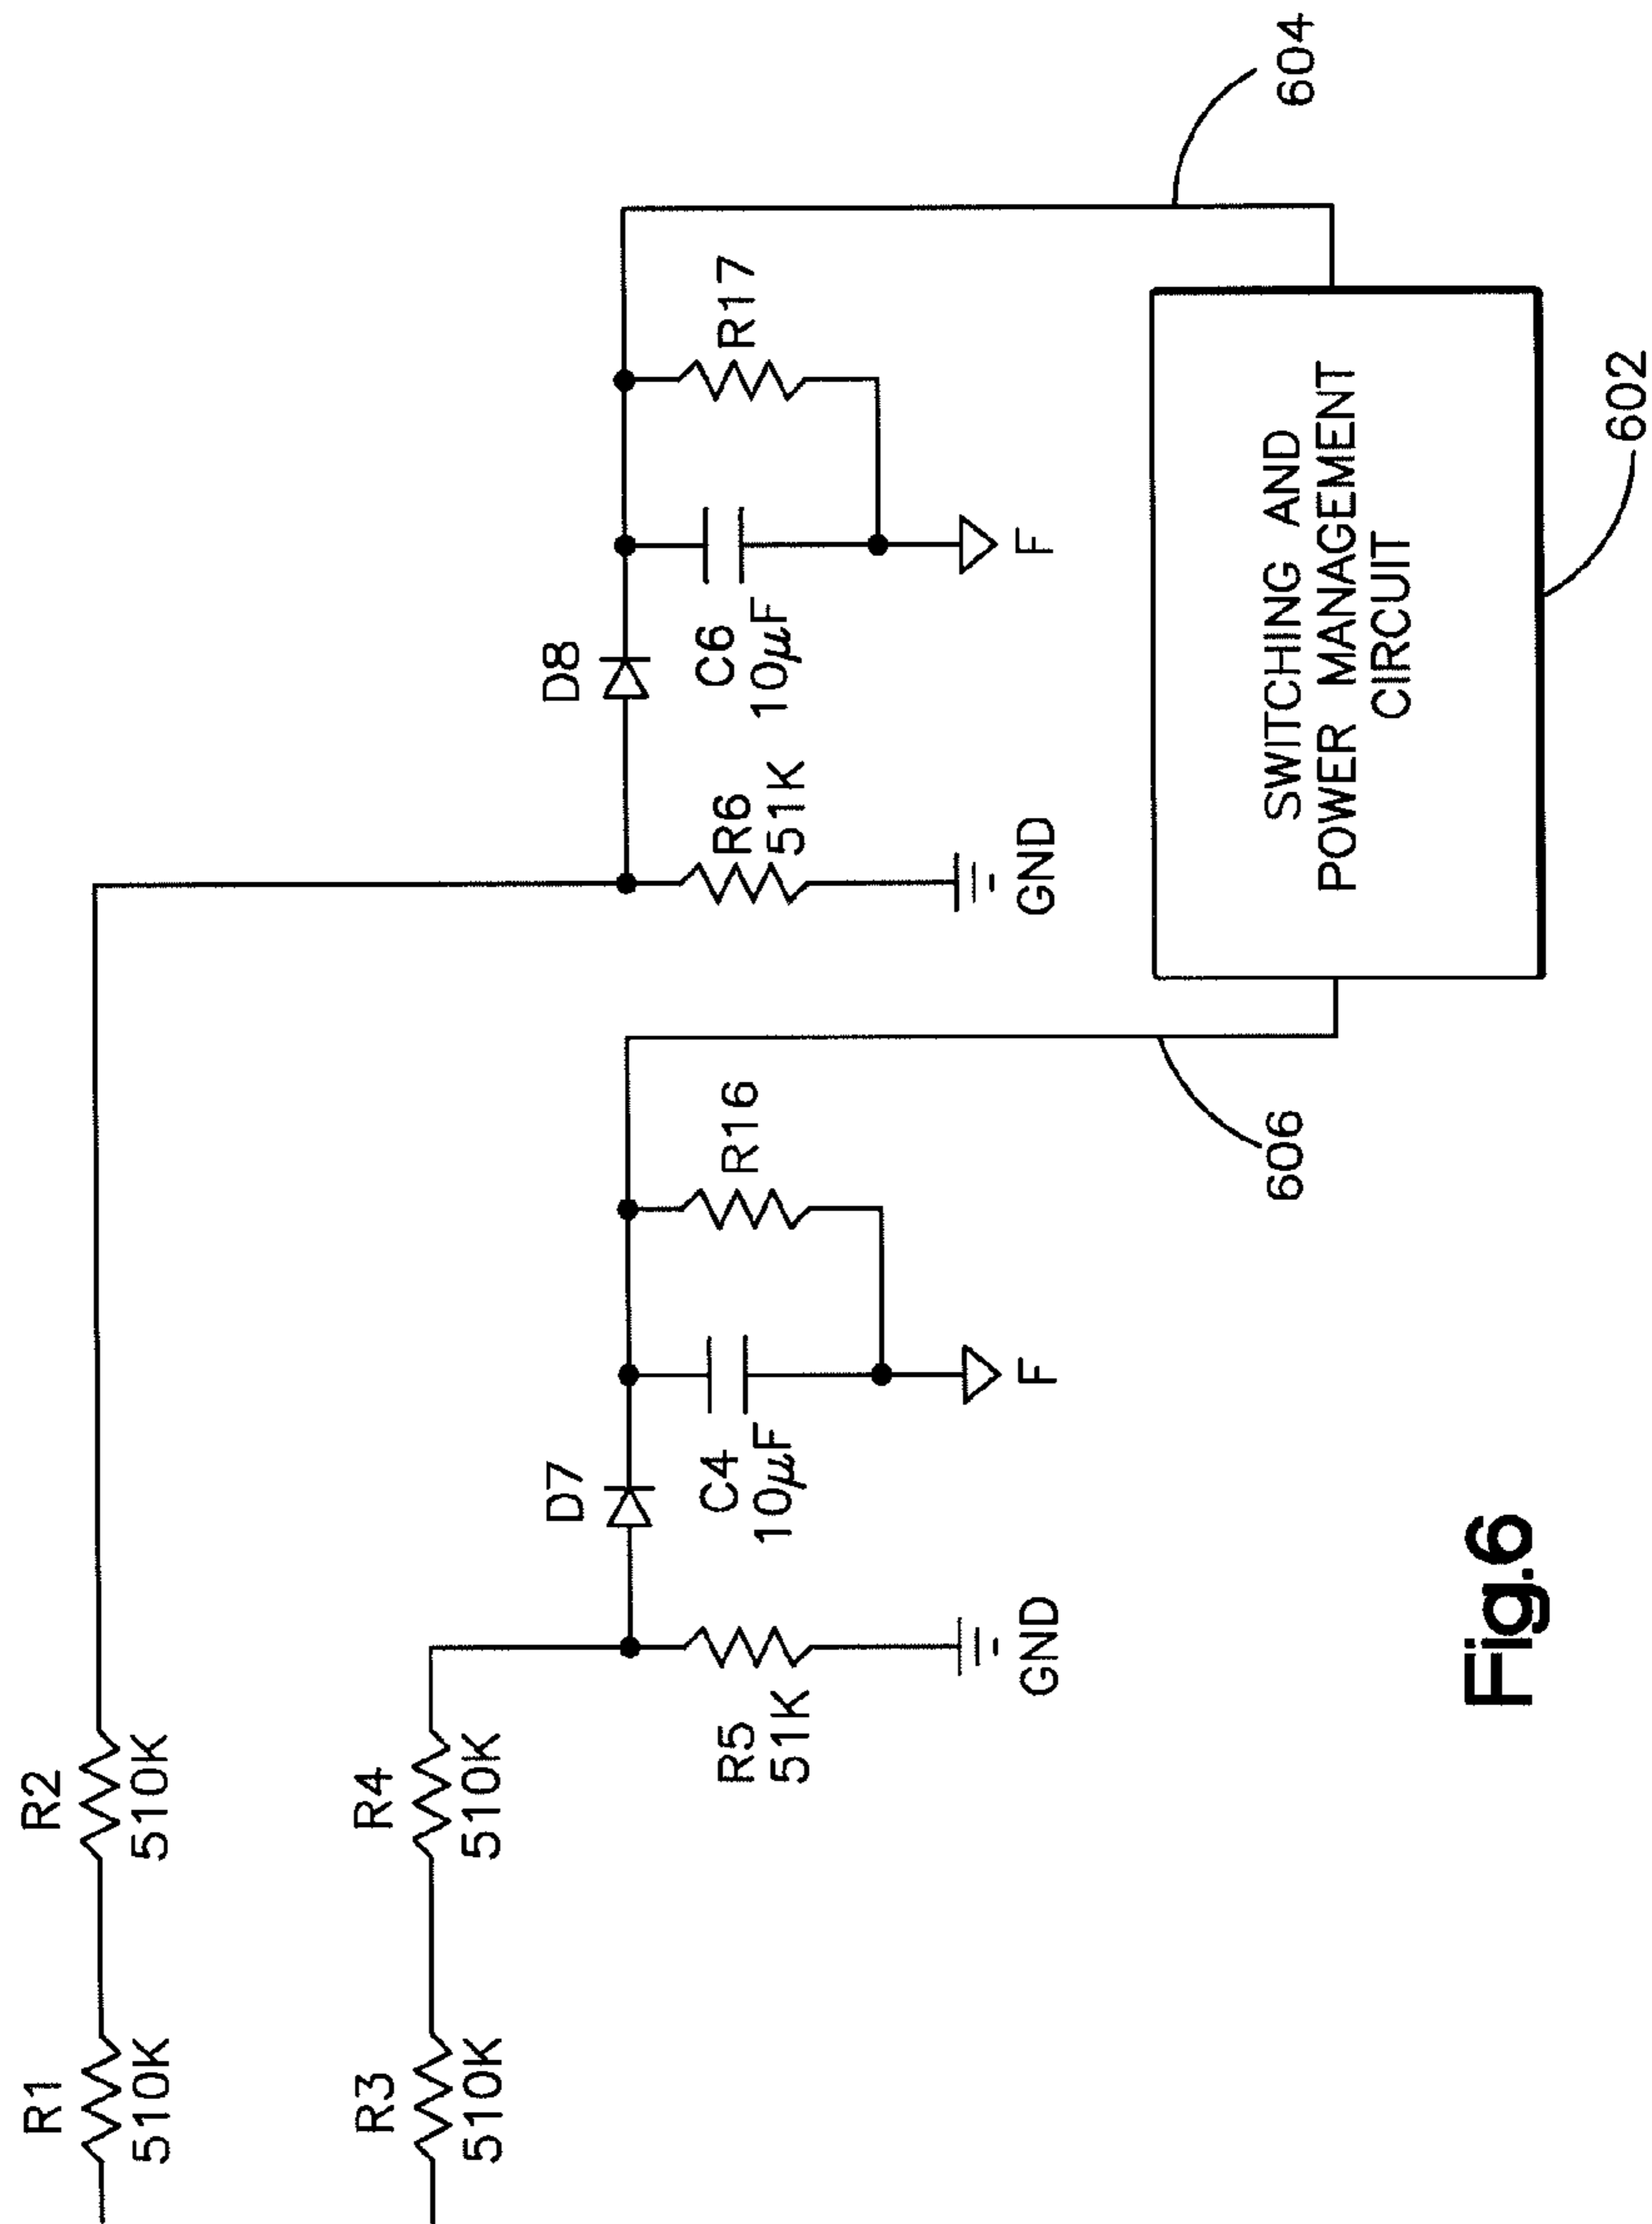 R1
510K
R2
510K
R3
510K
R4
510K
R5
51K
GND
D7
C4
10µF
F
R16
606
R6
51K
GND
D8
C6
10µF
F
R17
604
SWITCHING AND
POWER MANAGEMENT
CIRCUIT
602
Fig.6